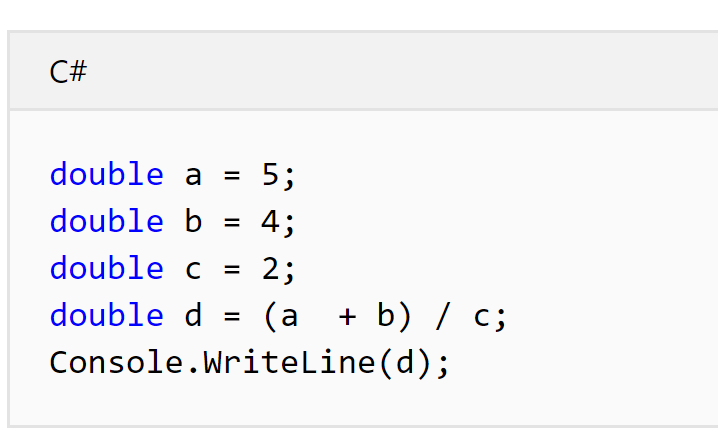 C#
double a = 5;
double b = 4;
double c = 2;
double d = (a  + b) / c;
Console.WriteLine(d);